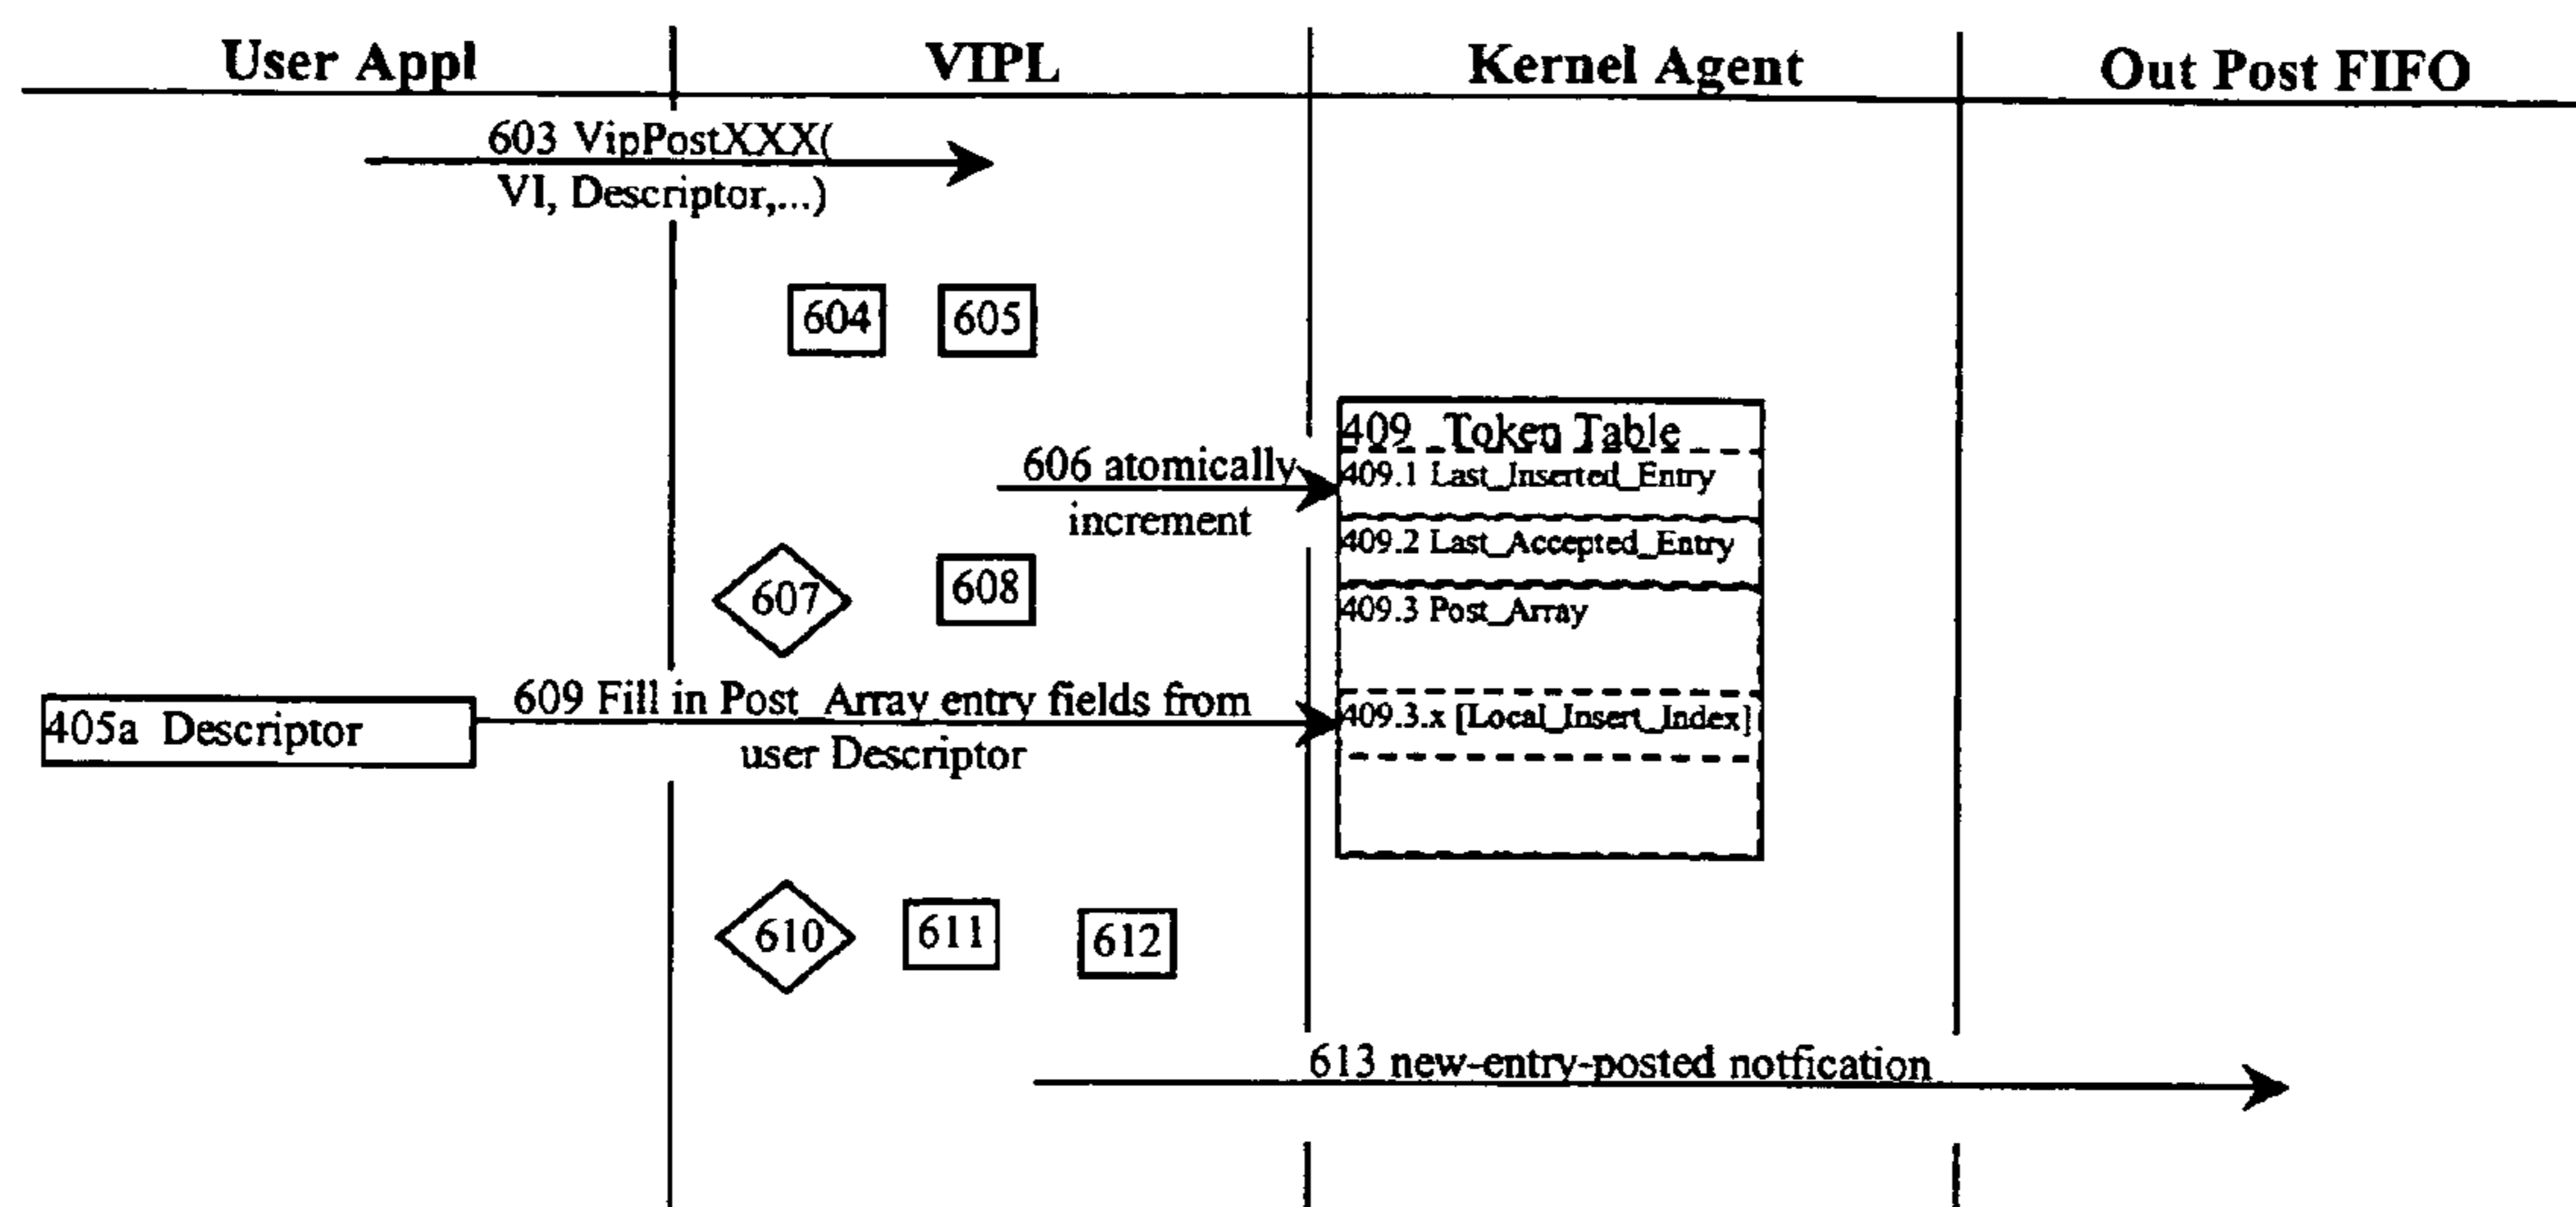 User Appl
VIPL
Kernel Agent
Out Post FIFO
603 VipPostXXX(
VI, Descriptor,...)
604
605
409 Token Table
606 atomically
increment
409.1 Last_Inserted_Entry
409.2 Last_Accepted_Entry
607
608
409.3 Post_Array
405a Descriptor
609 Fill in Post_Array entry fields from
user Descriptor
409.3.x [Local_Insert_Index]
610
611
612
613 new-entry-posted notfication